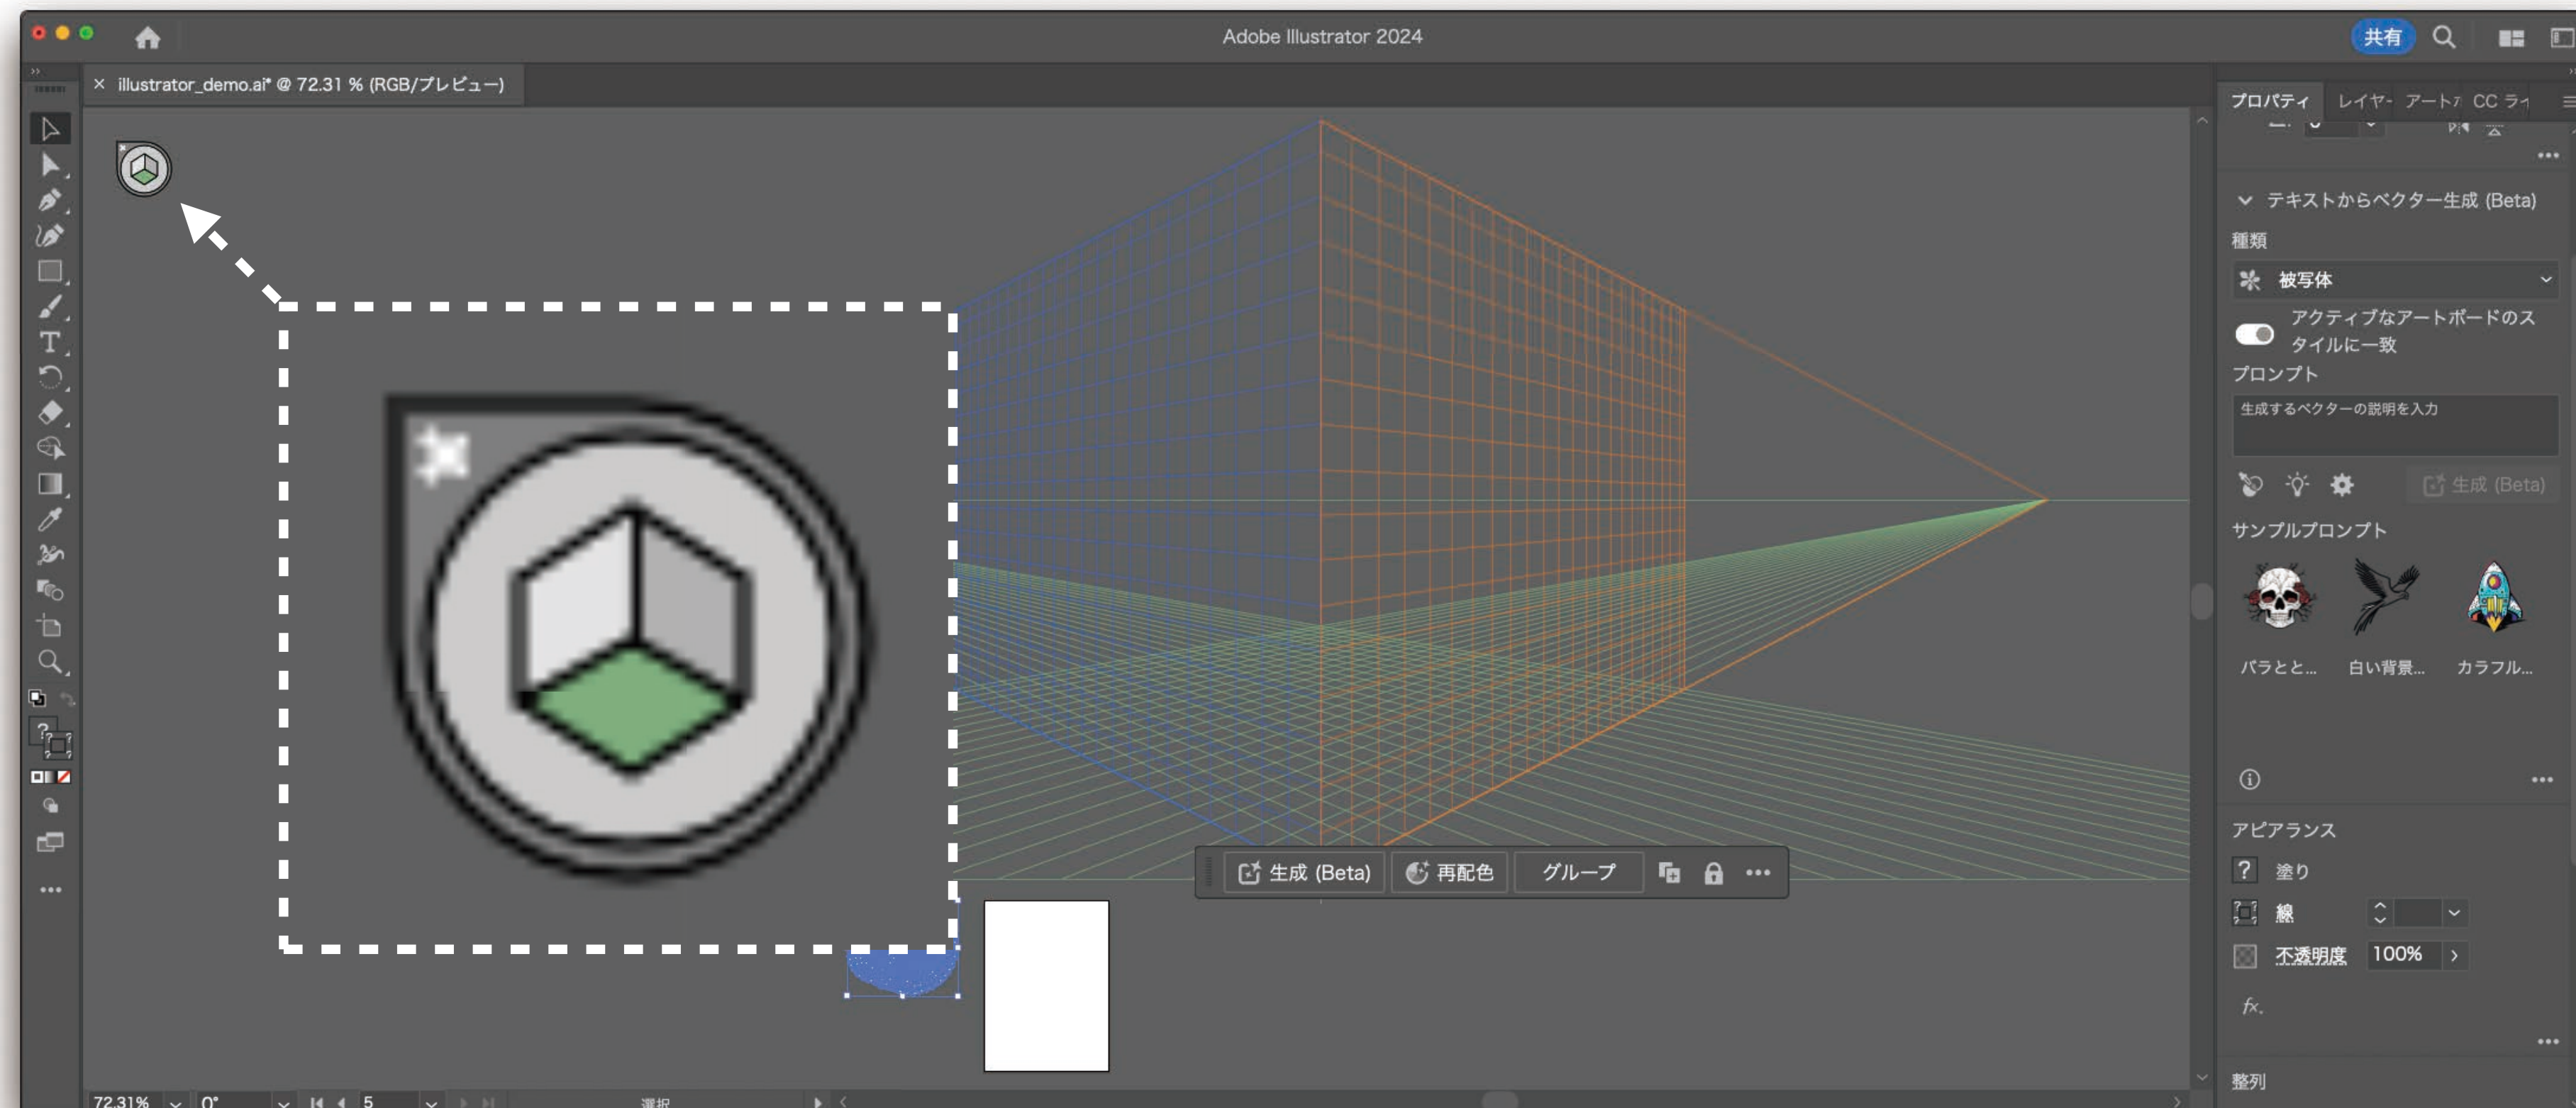 Adobe Illustrator 2024
共有
× illustrator_demo.ai* @ 72.31 % (RGB/プレビュー)
プロパティ
レイヤー
CC ライ
テキストからベクター生成 (Beta)
種類
被写体
アクティブなアートボードのス
タイルに一致
プロンプト
生成するベクターの説明を入力
生成 (Beta)
サンプルプロンプト
バラとと...
白い背景...
カラフル...
生成 (Beta)
再配色
グループ
アピアランス
塗り
線
不透明度
100%
fx.
整列
72.31%
0°
5
選択